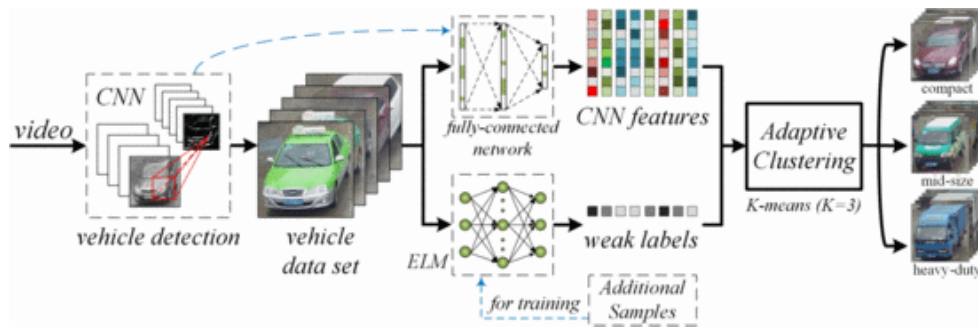 CNN
video
vehicle detection
vehicle
data set
fully-connected
network
CNN features
ELM
weak labels
for training
Additional
Samples
Adaptive
Clustering
K-means (K=3)
compact
mid-size
heavy-duty